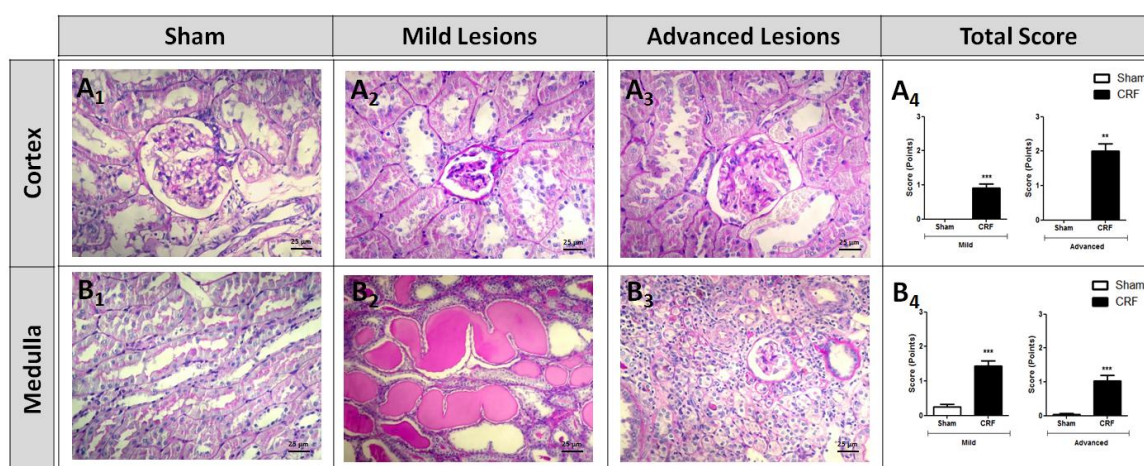 Sham
Mild Lesions
Advanced Lesions
Total Score
Cortex
A1
25 µm
A2
25 µm
A3
25 µm
A4
Sham
CRF
Score (Points)
3
2
1
0
Sham
CRF
Mild
***
Score (Points)
3
2
1
0
Sham
CRF
Advanced
**
Medulla
B1
25 µm
B2
25 µm
B3
25 µm
B4
Sham
CRF
Score (Points)
3
2
1
0
Sham
CRF
Mild
***
Score (Points)
3
2
1
0
Sham
CRF
Advanced
***